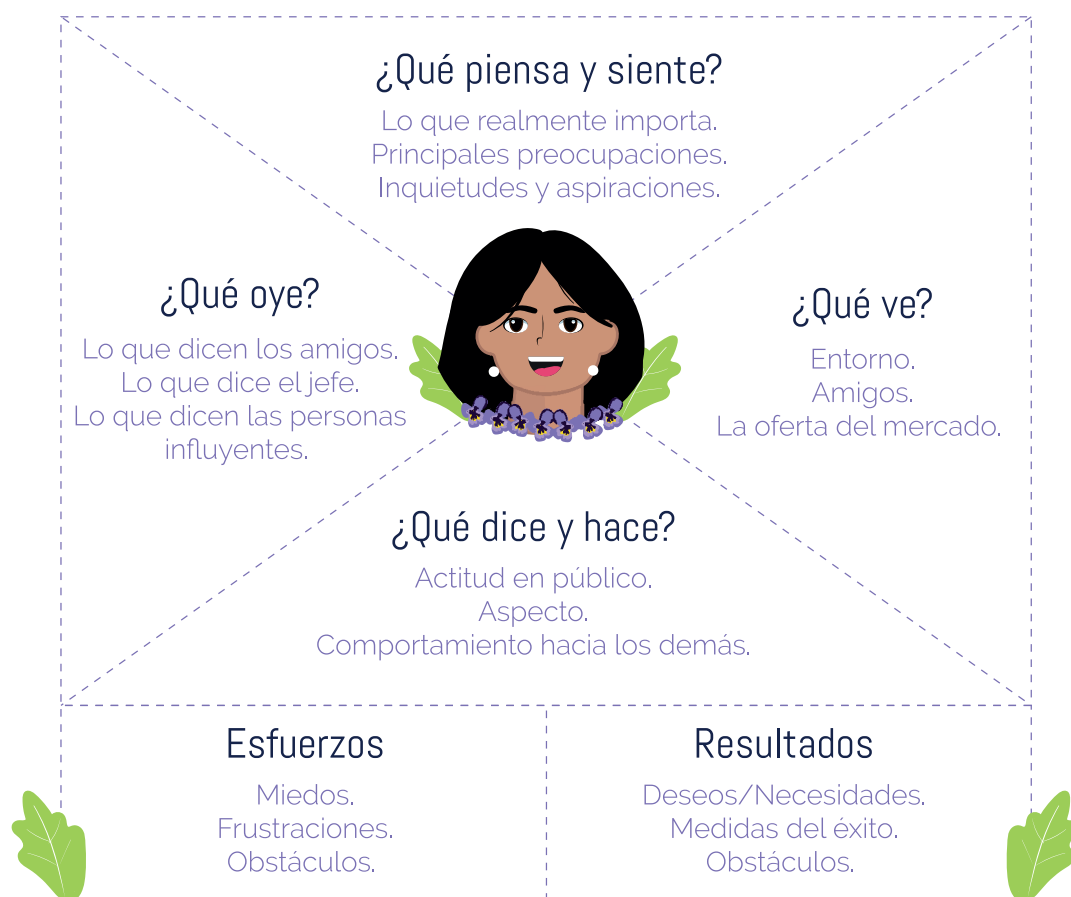 ¿Qué piensa y siente?
Lo que realmente importa.
Principales preocupaciones.
Inquietudes y aspiraciones.
¿Qué oye?
Lo que dicen los amigos.
Lo que dice el jefe.
Lo que dicen las personas
influyentes.
¿Qué ve?
Entorno.
Amigos.
La oferta del mercado.
¿Qué dice y hace?
Actitud en público.
Aspecto.
Comportamiento hacia los demás.
Esfuerzos
Miedos.
Frustraciones.
Obstáculos.
Resultados
Deseos/Necesidades.
Medidas del éxito.
Obstáculos.